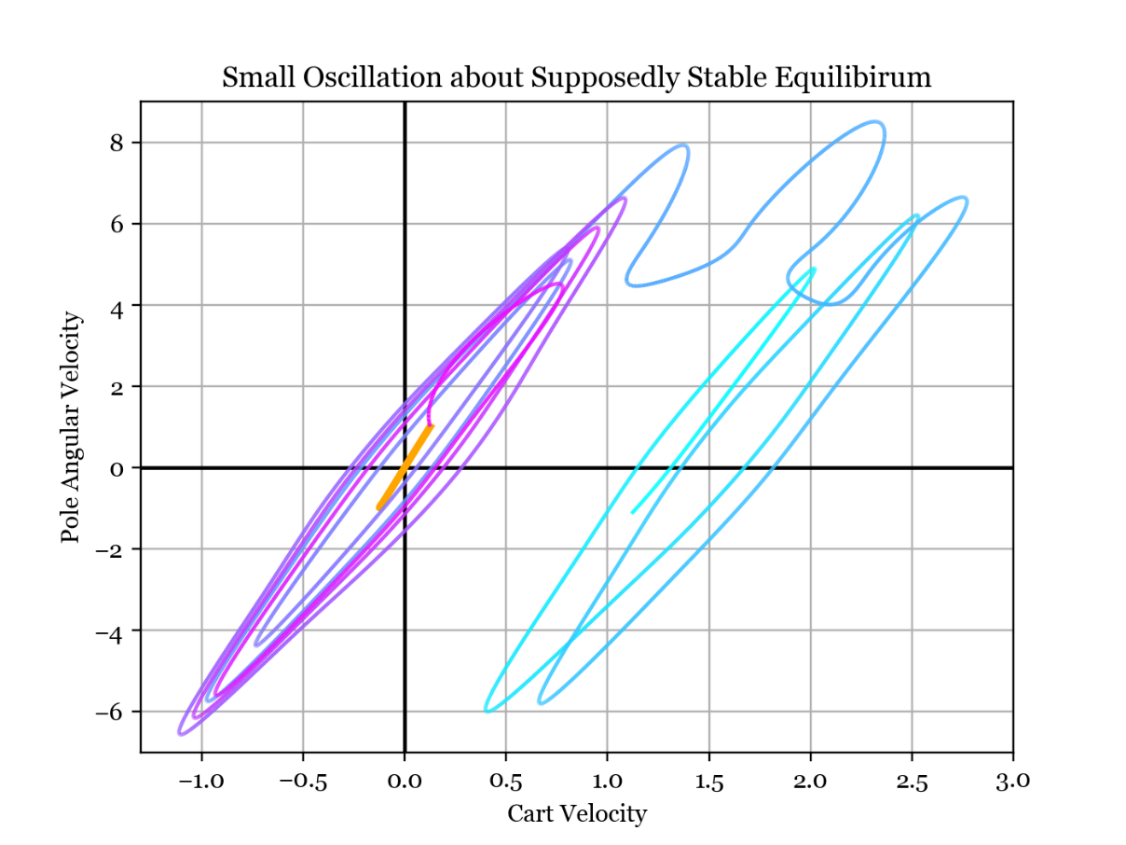 Small Oscillation about Supposedly Stable Equilibirum
8
6
4
2
0
−2
−4
−6
Pole Angular Velocity
−1.0 −0.5 0.0 0.5 1.0 1.5 2.0 2.5 3.0
Cart Velocity